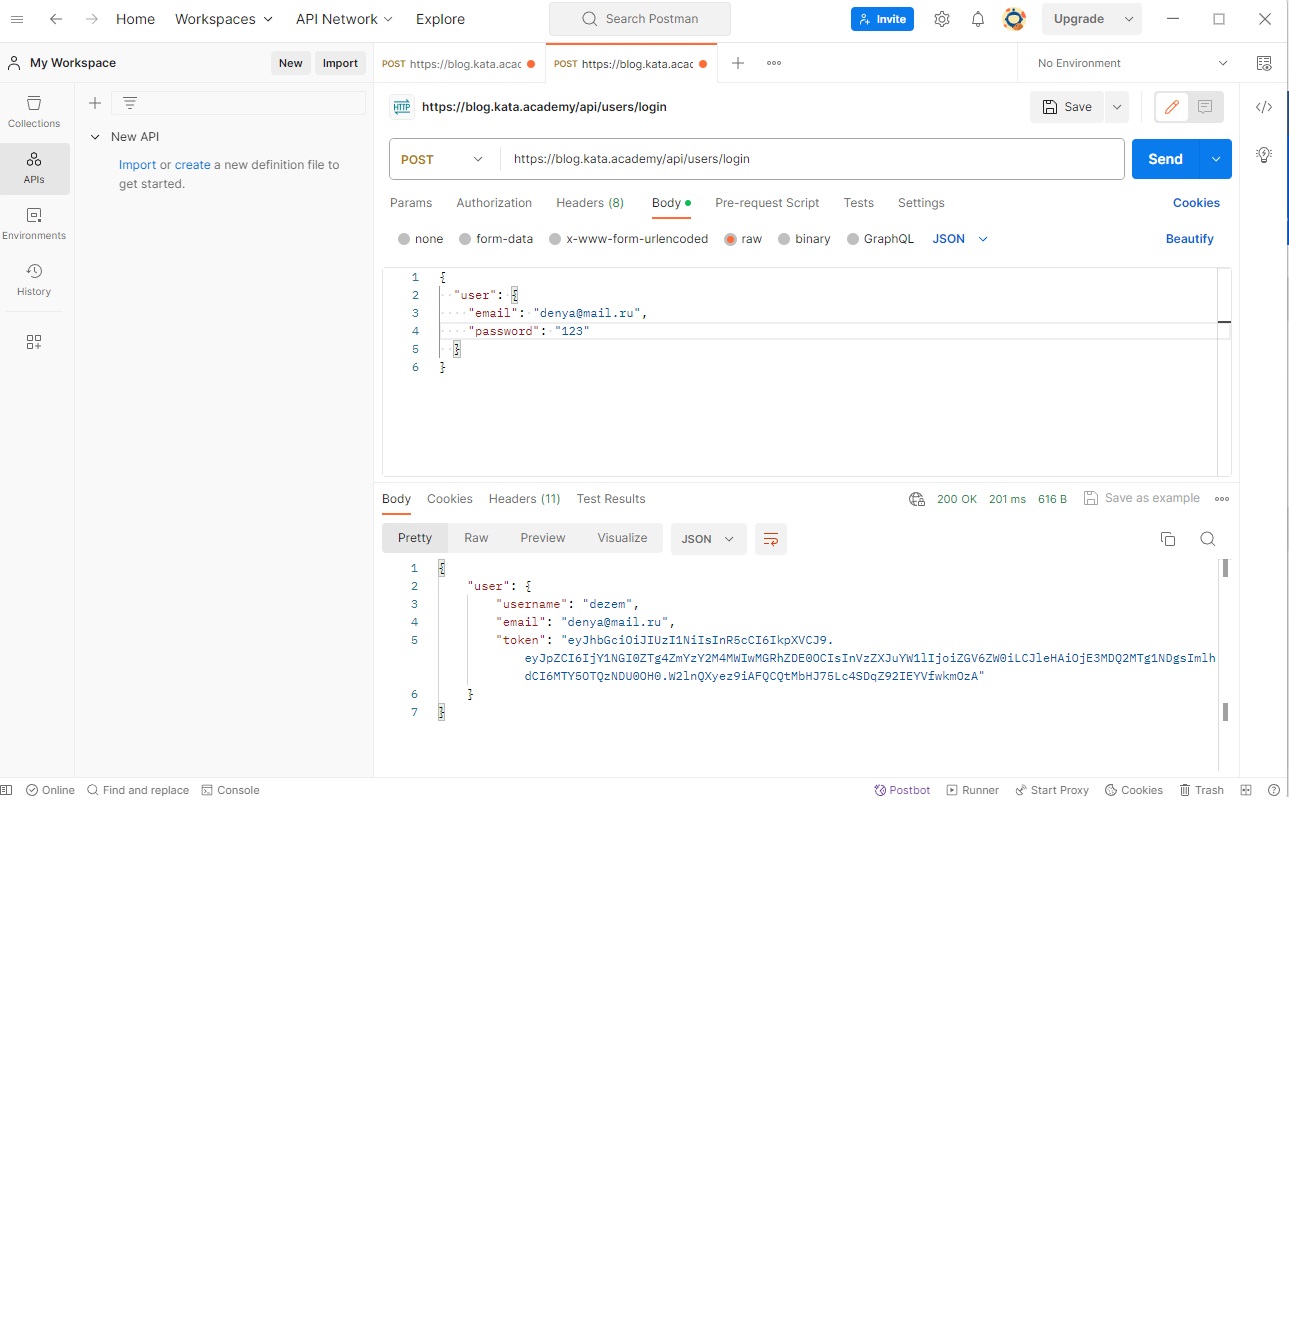 Home Workspaces API Network Explore Search Postman Invite Upgrade
My Workspace New Import POST https://blog.kata.acac POST https://blog.kata.acac No Environment
Collections
APIs
Environments
History
New API
Import or create a new definition file to
get started.
HTTP https://blog.kata.academy/api/users/login Save
POST https://blog.kata.academy/api/users/login Send
Params Authorization Headers (8) Body Pre-request Script Tests Settings Cookies
none form-data x-www-form-urlencoded raw binary GraphQL JSON Beautify
1 {
2 "user": {
3 "email": "denya@mail.ru",
4 "password": "123"
5 }
6 }
Body Cookies Headers (11) Test Results 200 OK 201 ms 616 B Save as example
Pretty Raw Preview Visualize JSON
1 {
2 "user": {
3 "username": "dezem",
4 "email": "denya@mail.ru",
5 "token": "eyJhbGciOiJIUzI1NiIsInR5cCI6IkpXVCJ9.
eyJpZCI6IjY1NGI0ZTg4ZmYzY2M4MWIwMGRhZDE0OCIsInVzZXJuYW1lIjoiZGV6ZW0iLCJleHAiOjE3MDQ2MTg1NDgsImlh
dCI6MTY5OTQzNDU0OH0.W2lnQXyez9iAFQCQtMbHJ75Lc4SDqZ92IEYVfwkmOzA"
6 }
7 }
Online Find and replace Console Postbot Runner Start Proxy Cookies Trash